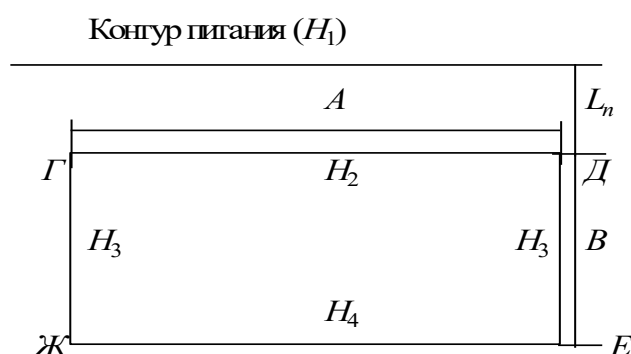 Контур питания (H₁)
A
Lₙ
Г
H₂
Д
H₃
H₃
B
H₄
Ж
E